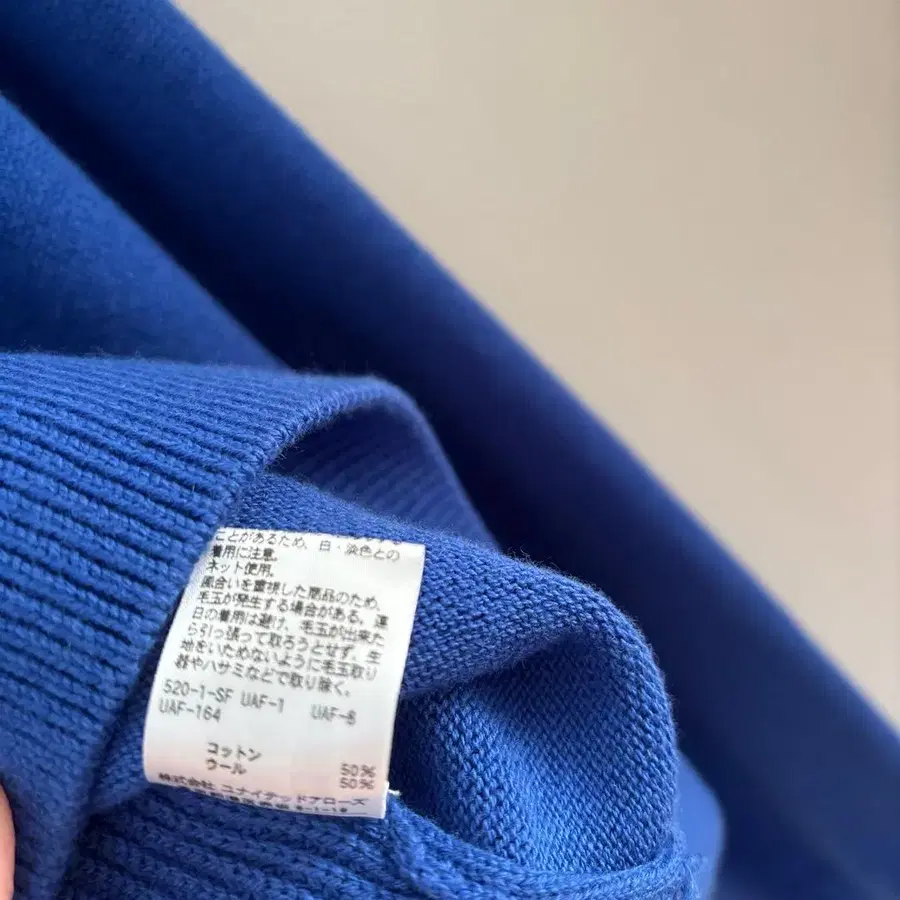 ことがあるため、白・淡色との
着用に注意。
ネット使用。
風合いを重視した商品のため、
毛玉が発生する場合がある。連
日の着用は避け、毛玉が出来た
ら引っ張って取ろうとせず、生
地をいためないように毛玉取り
器やハサミなどで取り除く。
520-1-SF UAF-1 UAF-6
UAF-164
コットン 50%
ウール 50%
株式会社 ユナイテッドアローズ